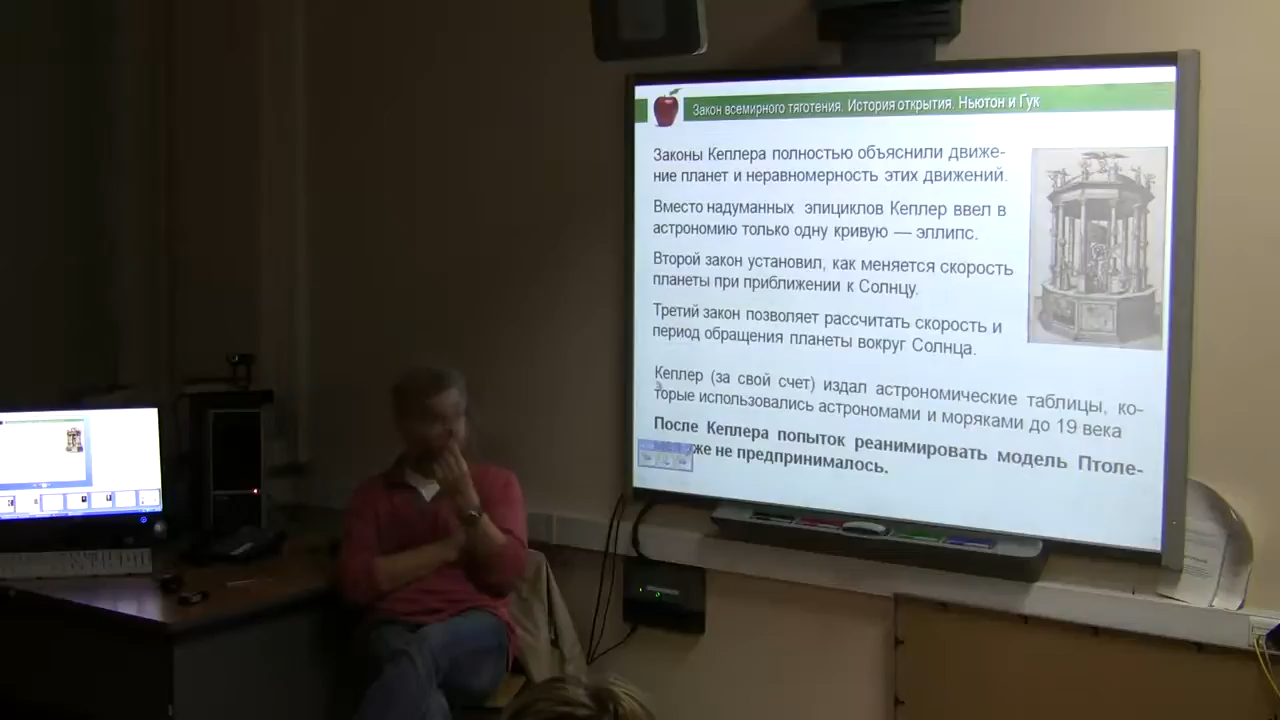 Закон всемирного тяготения. История открытия. Ньютон и Гук
Законы Кеплера полностью объяснили движе-
ние планет и неравномерность этих движений.
Вместо надуманных эпициклов Кеплер ввел в
астрономию только одну кривую — эллипс.
Второй закон установил, как меняется скорость
планеты при приближении к Солнцу.
Третий закон позволяет рассчитать скорость и
период обращения планеты вокруг Солнца.
Кеплер (за свой счет) издал астрономические таблицы, ко-
торые использовались астрономами и моряками до 19 века
После Кеплера попыток реанимировать модель Птоле-
же не предпринималось.